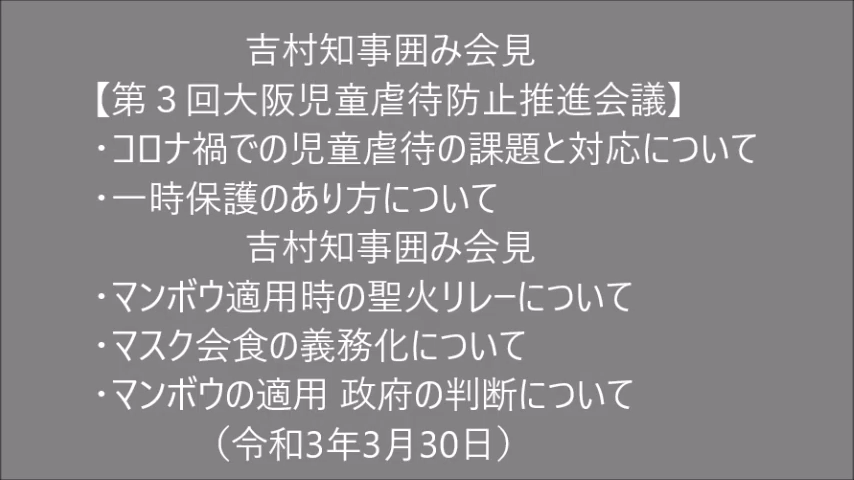 吉村知事囲み会見
【第３回大阪児童虐待防止推進会議】
・コロナ禍での児童虐待の課題と対応について
・一時保護のあり方について
吉村知事囲み会見
・マンボウ適用時の聖火リレーについて
・マスク会食の義務化について
・マンボウの適用 政府の判断について
（令和3年3月30日）